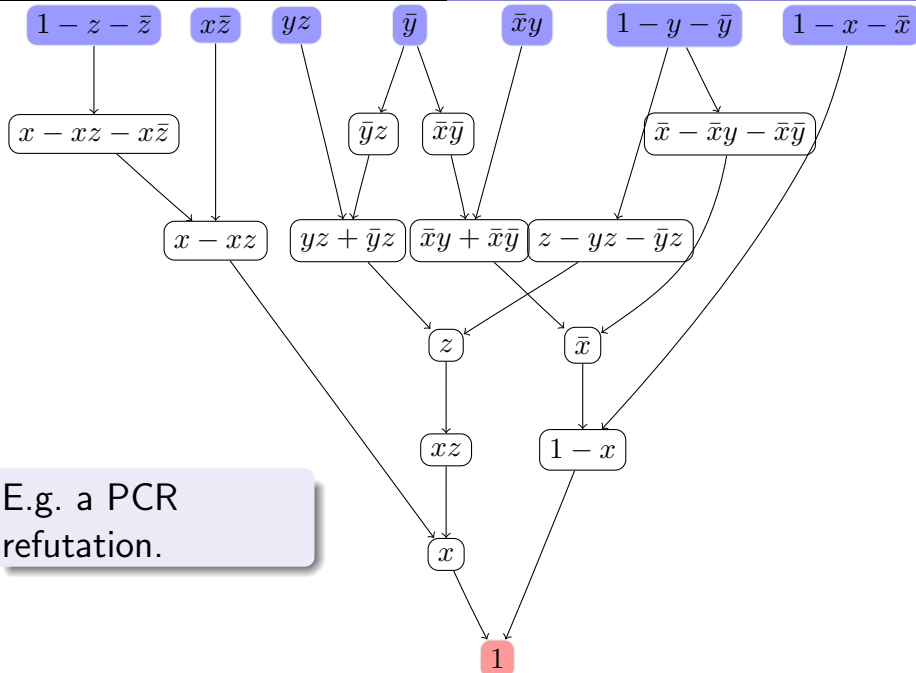 1 − z − z̄
xz̄
yz
ȳ
x̄y
1 − y − ȳ
1 − x − x̄
x − xz − xz̄
ȳz
x̄ȳ
x̄ − x̄y − x̄ȳ
x − xz
yz + ȳz
x̄y + x̄ȳ
z − yz − ȳz
z
x̄
xz
1 − x
E.g. a PCR
refutation.
x
1